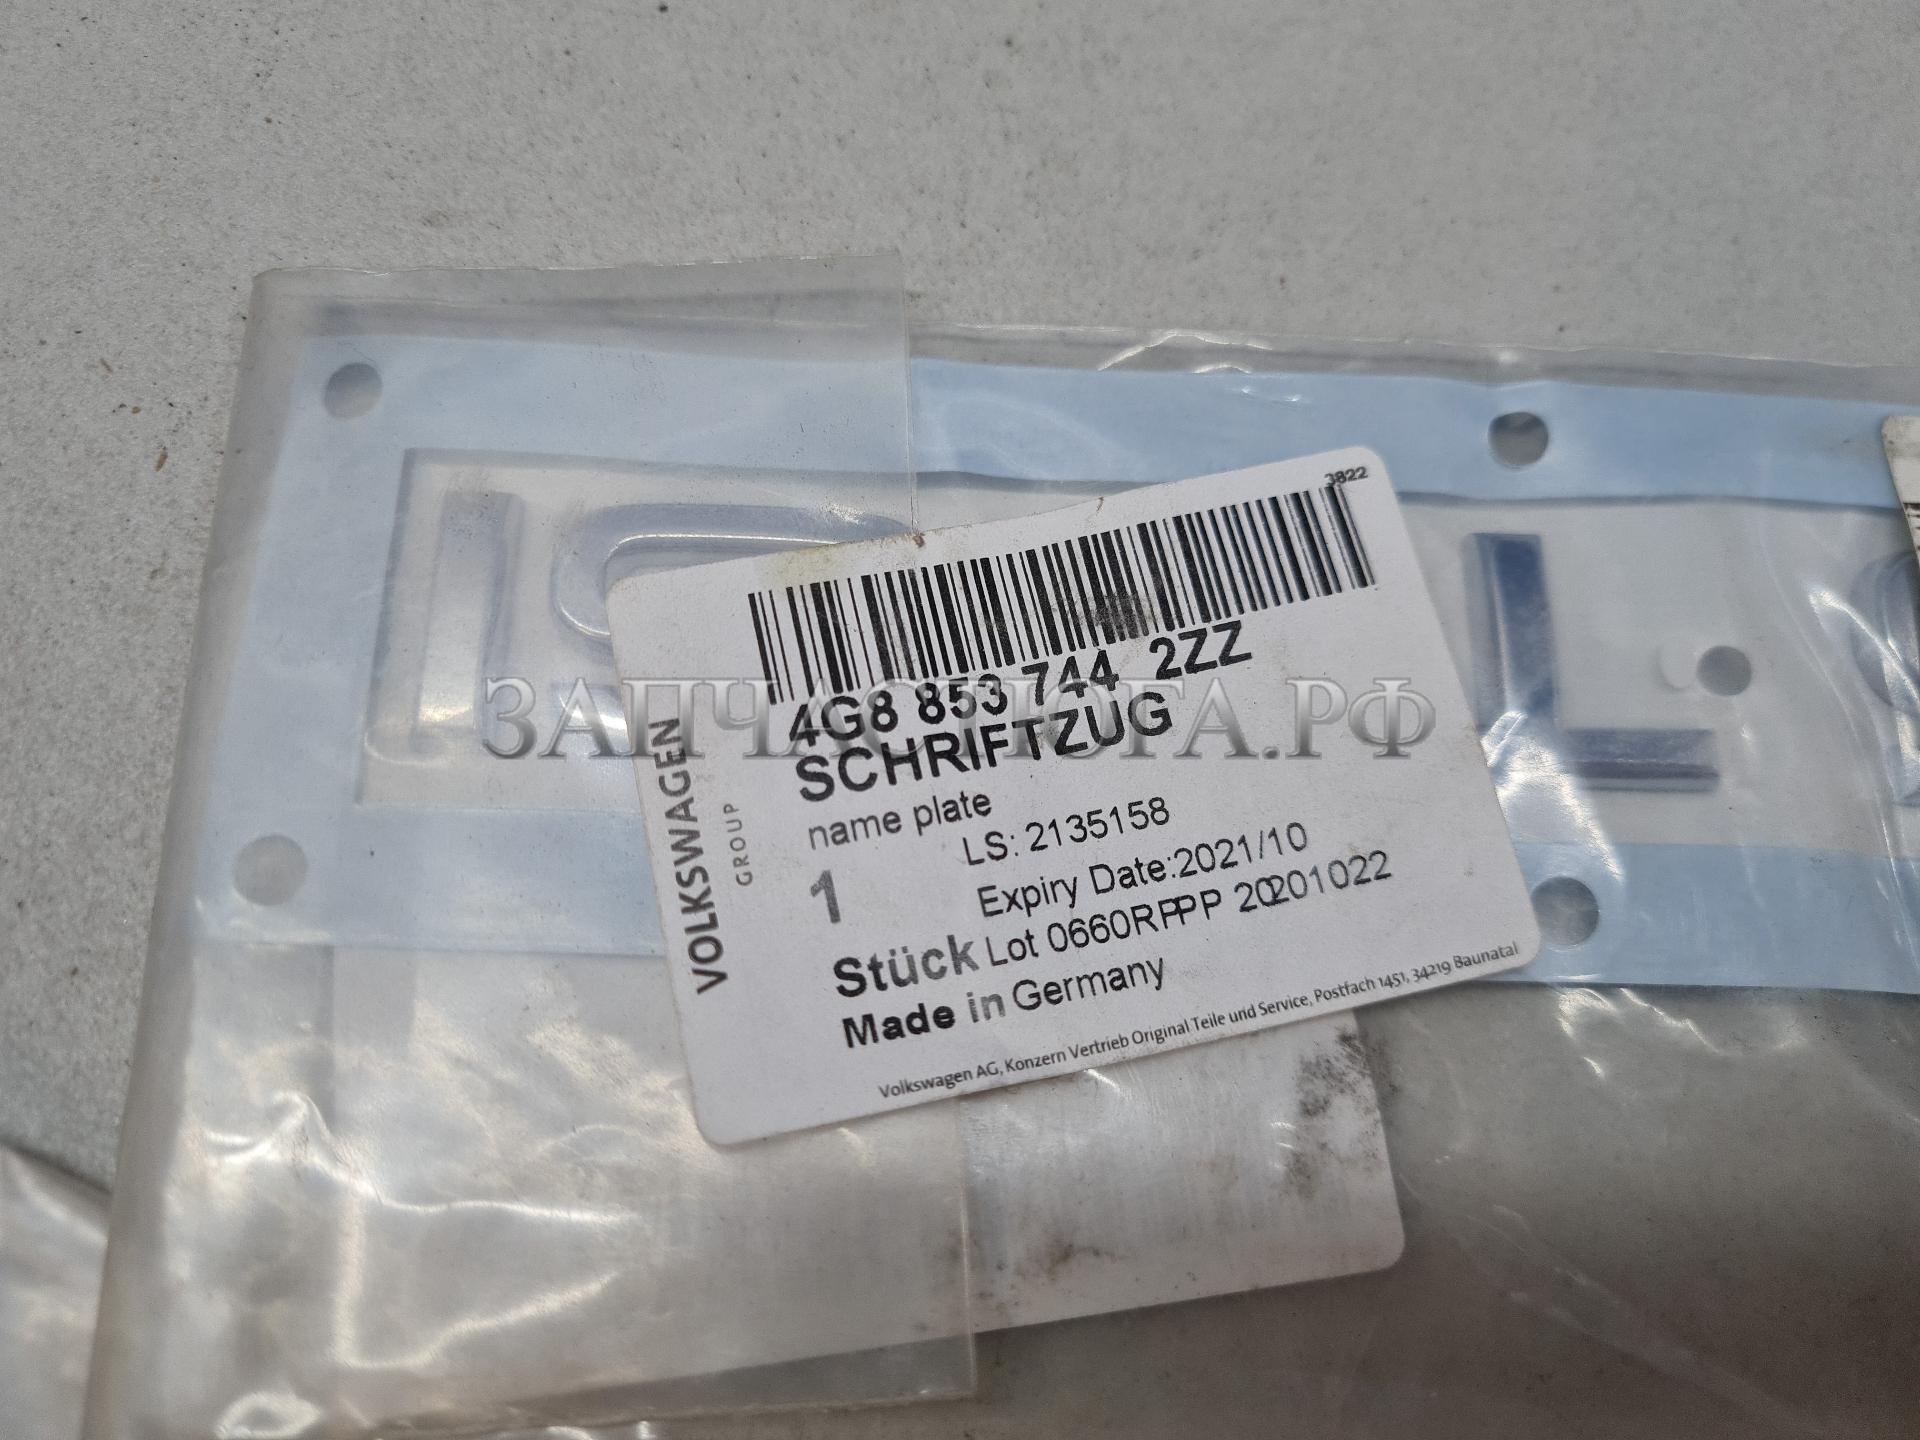 3822
4G8 853 744 2ZZ
SCHRIFTZUG
name plate
LS: 2135158
1
Expiry Date:2021/10
Stück Lot 0660RPPP 20201022
Made in Germany
Volkswagen AG, Konzern Vertrieb Original Teile und Service, Postfach 1451, 34219 Baunatal
VOLKSWAGEN
GROUP
ЗАПЧАСТЮГА.РФ
L